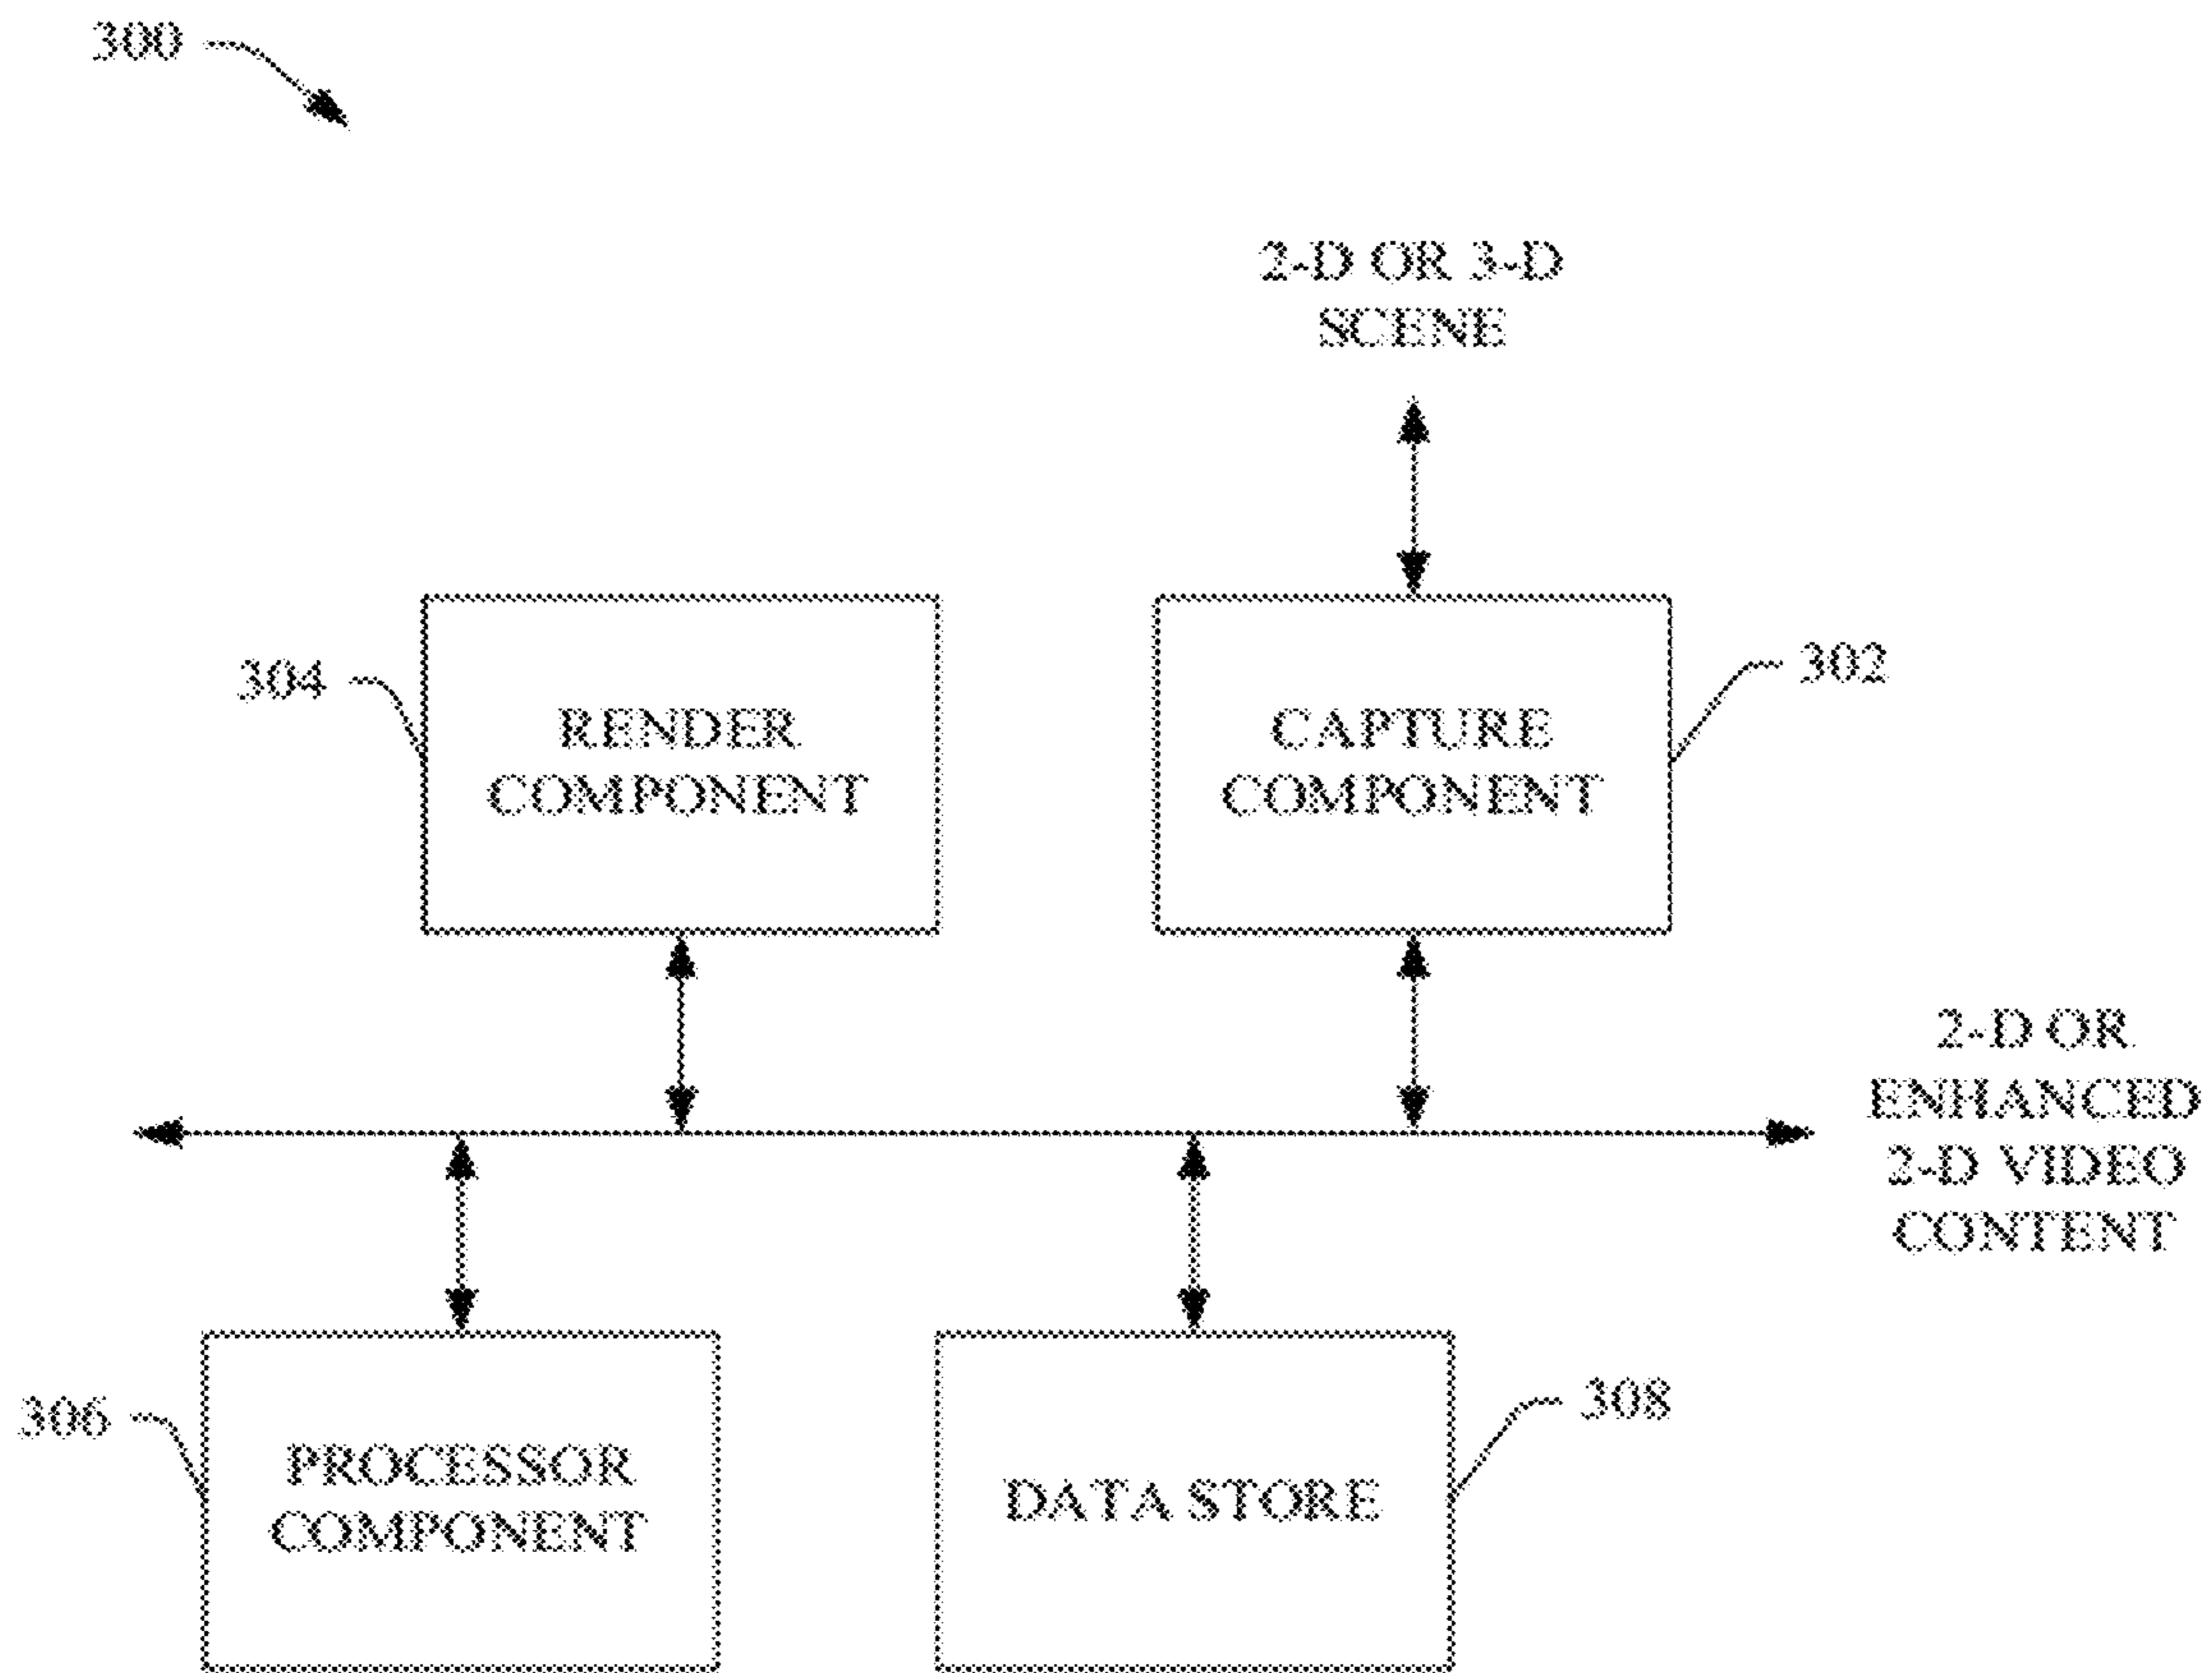 300
2-D OR 3-D
SCENE
304
RENDER
COMPONENT
CAPTURE
COMPONENT
302
2-D OR
ENHANCED
2-D VIDEO
CONTENT
306
PROCESSOR
COMPONENT
DATA STORE
308